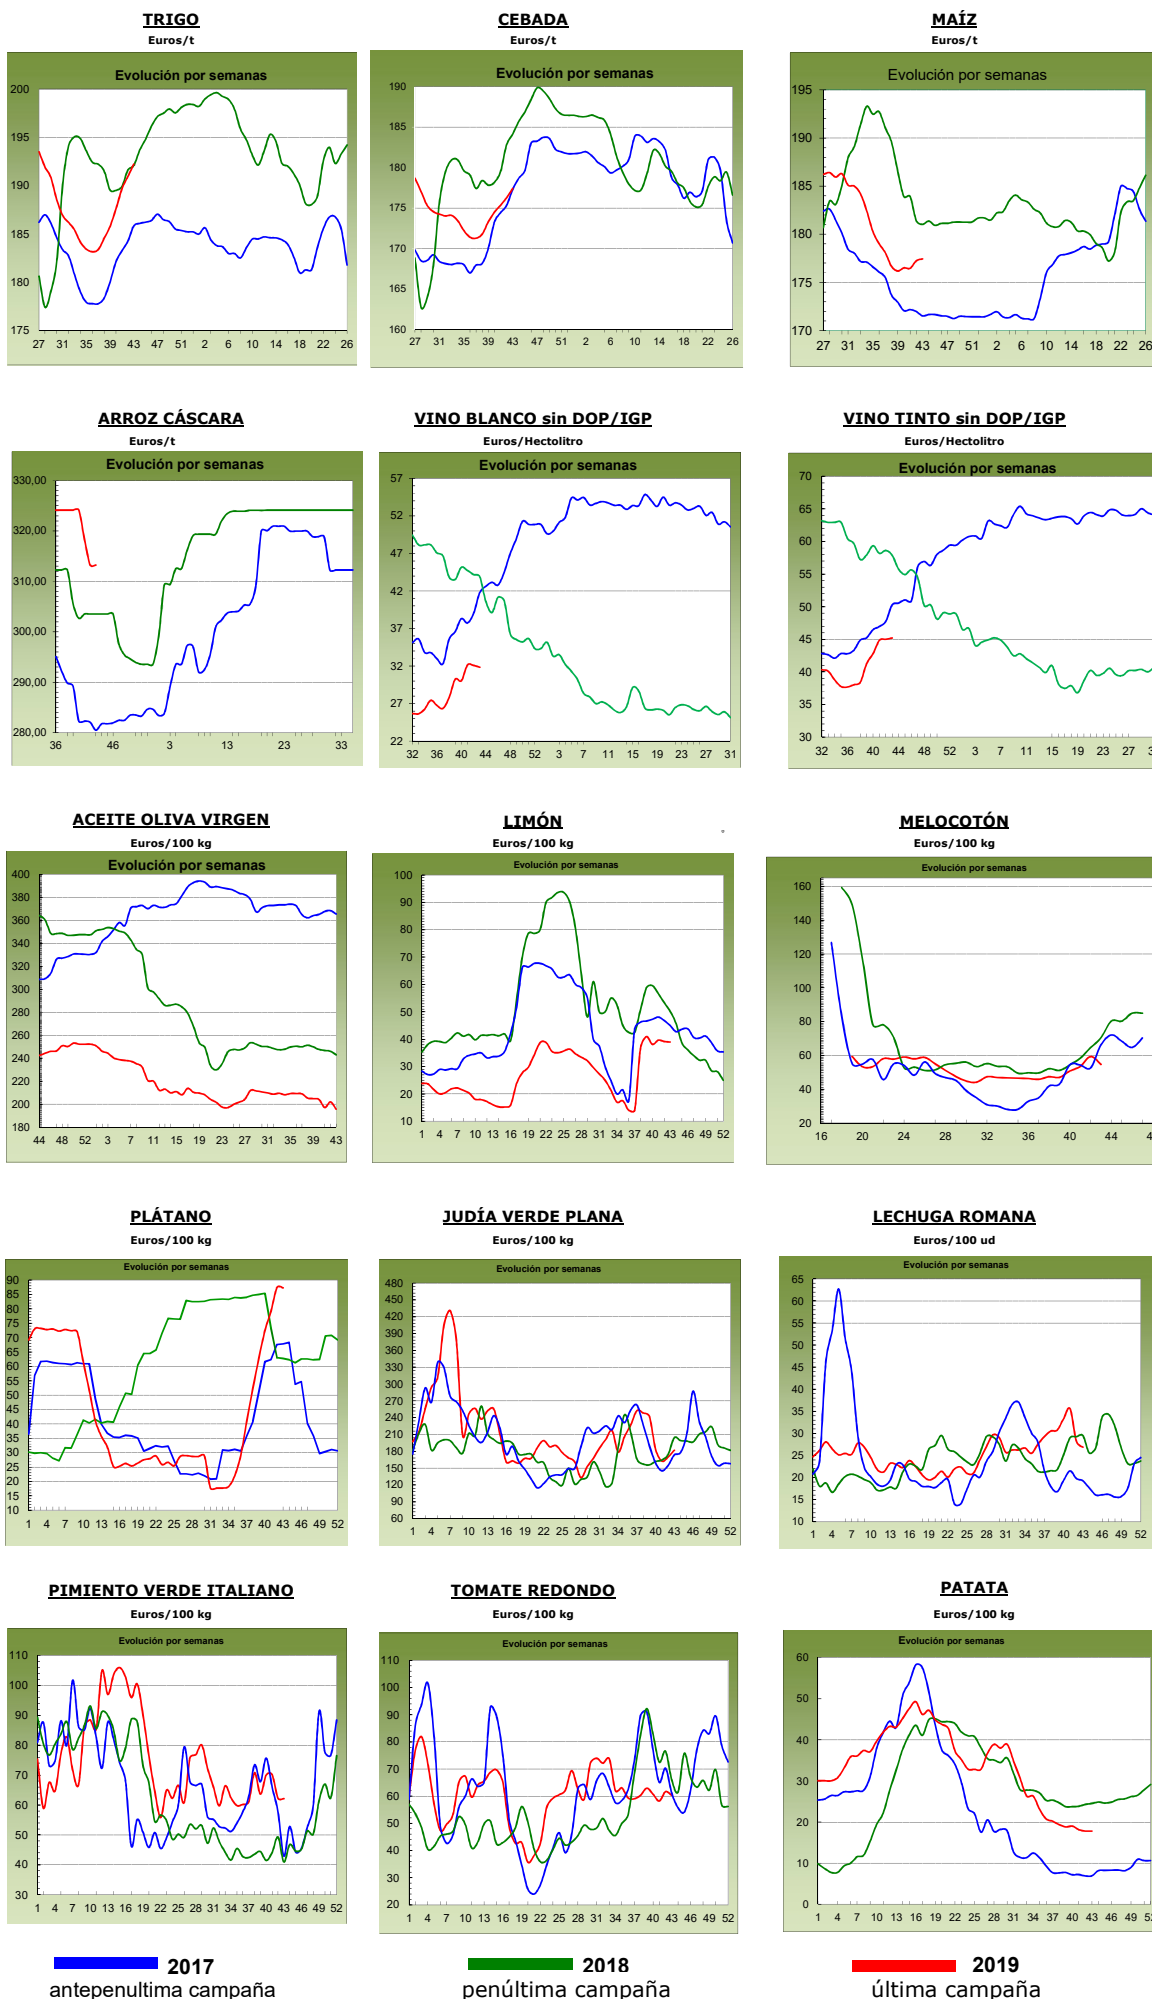 TRIGO
Euros/t
Evolución por semanas
200
195
190
185
180
175
27 31 35 39 43 47 51 2 6 10 14 18 22 26
CEBADA
Euros/t
Evolución por semanas
190
185
180
175
170
165
160
27 31 35 39 43 47 51 2 6 10 14 18 22 26
MAÍZ
Euros/t
Evolución por semanas
195
190
185
180
175
170
27 31 35 39 43 47 51 2 6 10 14 18 22 26
ARROZ CÁSCARA
Euros/t
Evolución por semanas
330,00
320,00
310,00
300,00
290,00
280,00
36 46 3 13 23 33
VINO BLANCO sin DOP/IGP
Euros/Hectolitro
Evolución por semanas
57
52
47
42
37
32
27
22
32 36 40 44 48 52 3 7 11 15 19 23 27 31
VINO TINTO sin DOP/IGP
Euros/Hectolitro
Evolución por semanas
70
65
60
55
50
45
40
35
30
32 36 40 44 48 52 3 7 11 15 19 23 27
ACEITE OLIVA VIRGEN
Euros/100 kg
Evolución por semanas
400
380
360
340
320
300
280
260
240
220
200
180
44 48 52 3 7 11 15 19 23 27 31 35 39 43
LIMÓN
Euros/100 kg
Evolución por semanas
100
90
80
70
60
50
40
30
20
10
1 4 7 10 13 16 19 22 25 28 31 34 37 40 43 46 49 52
MELOCOTÓN
Euros/100 kg
Evolución por semanas
160
140
120
100
80
60
40
20
16 20 24 28 32 36 40 44
PLÁTANO
Euros/100 kg
Evolución por semanas
90
85
80
75
70
65
60
55
50
45
40
35
30
25
20
15
10
1 4 7 10 13 16 19 22 25 28 31 34 37 40 43 46 49 52
JUDÍA VERDE PLANA
Euros/100 kg
Evolución por semanas
480
450
420
390
360
330
300
270
240
210
180
150
120
90
60
1 4 7 10 13 16 19 22 25 28 31 34 37 40 43 46 49 52
LECHUGA ROMANA
Euros/100 ud
Evolución por semanas
65
60
55
50
45
40
35
30
25
20
15
10
1 4 7 10 13 16 19 22 25 28 31 34 37 40 43 46 49 52
PIMIENTO VERDE ITALIANO
Euros/100 kg
Evolución por semanas
110
100
90
80
70
60
50
40
30
1 4 7 10 13 16 19 22 25 28 31 34 37 40 43 46 49 52
TOMATE REDONDO
Euros/100 kg
Evolución por semanas
110
100
90
80
70
60
50
40
30
20
1 4 7 10 13 16 19 22 25 28 31 34 37 40 43 46 49 52
PATATA
Euros/100 kg
Evolución por semanas
60
50
40
30
20
10
0
1 4 7 10 13 16 19 22 25 28 31 34 37 40 43 46 49
2017
antepenultima campaña
2018
penúltima campaña
2019
última campaña